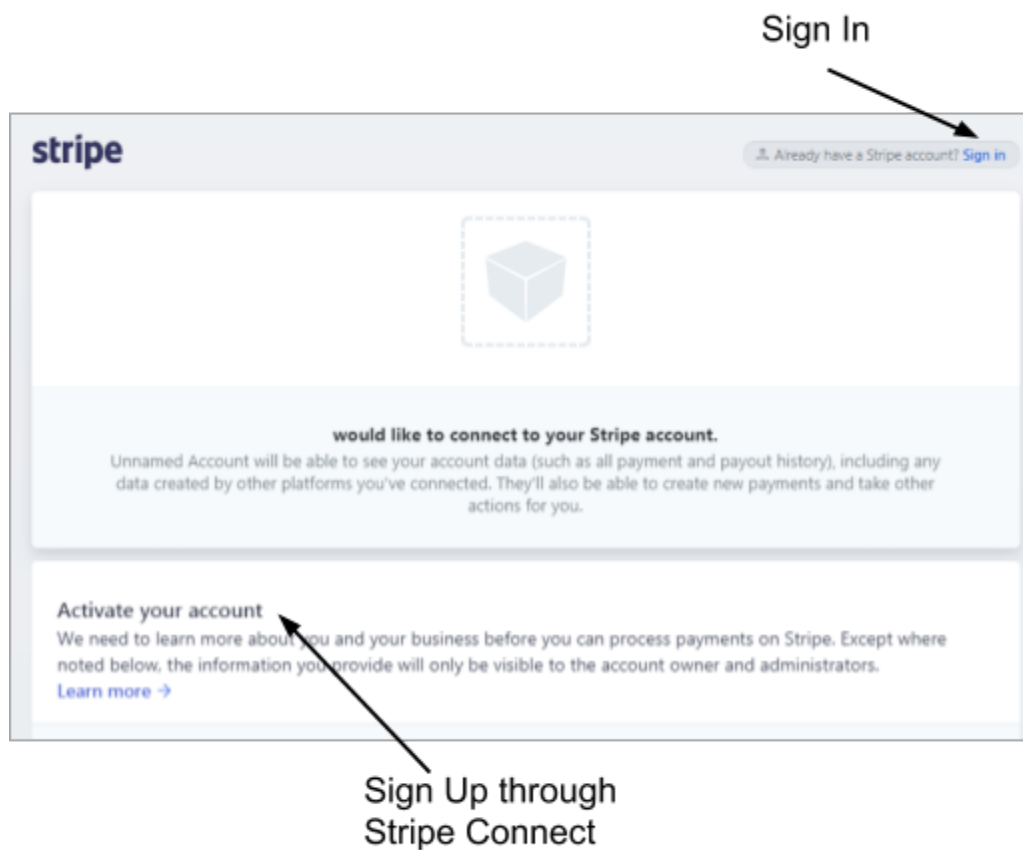 Sign In
stripe
Already have a Stripe account? Sign in
would like to connect to your Stripe account.
Unnamed Account will be able to see your account data (such as all payment and payout history), including any
data created by other platforms you've connected. They'll also be able to create new payments and take other
actions for you.
Activate your account
We need to learn more about you and your business before you can process payments on Stripe. Except where
noted below, the information you provide will only be visible to the account owner and administrators.
Learn more →
Sign Up through
Stripe Connect